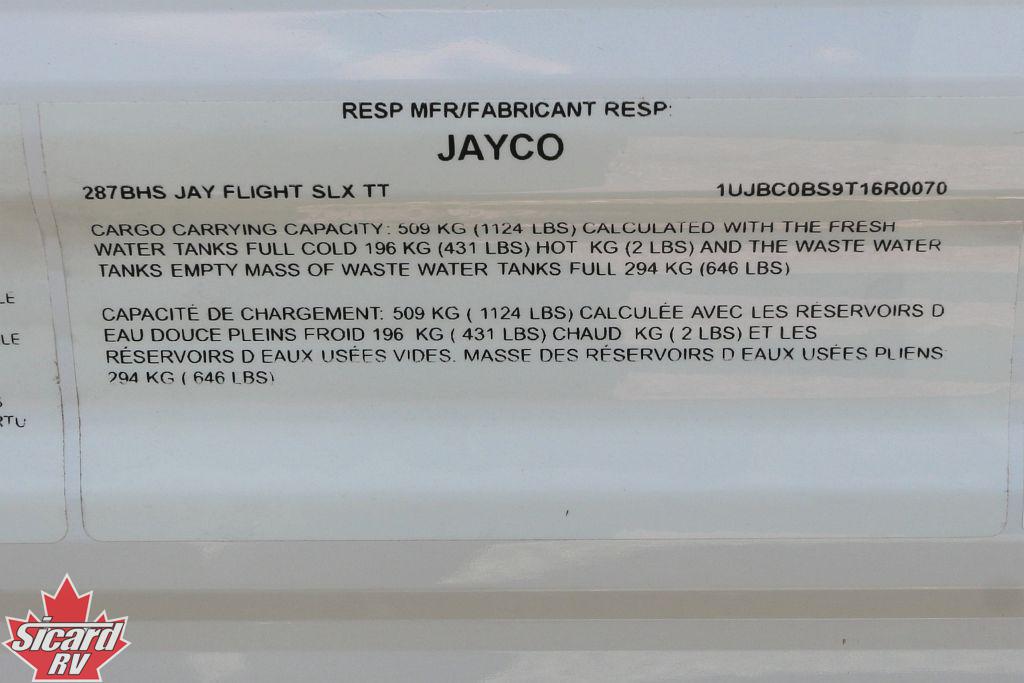 RESP MFR/FABRICANT RESP:
JAYCO
287BHS JAY FLIGHT SLX TT 1UJBC0BS9T16R0070
CARGO CARRYING CAPACITY: 509 KG (1124 LBS) CALCULATED WITH THE FRESH
WATER TANKS FULL COLD 196 KG (431 LBS) HOT KG (2 LBS) AND THE WASTE WATER
TANKS EMPTY MASS OF WASTE WATER TANKS FULL 294 KG (646 LBS)
CAPACITÉ DE CHARGEMENT: 509 KG ( 1124 LBS) CALCULÉE AVEC LES RÉSERVOIRS D
EAU DOUCE PLEINS FROID 196 KG ( 431 LBS) CHAUD KG ( 2 LBS) ET LES
RÉSERVOIRS D EAUX USÉES VIDES. MASSE DES RÉSERVOIRS D EAUX USÉES PLIENS
294 KG ( 646 LBS)
LE
LE
RTU
Sicard
RV